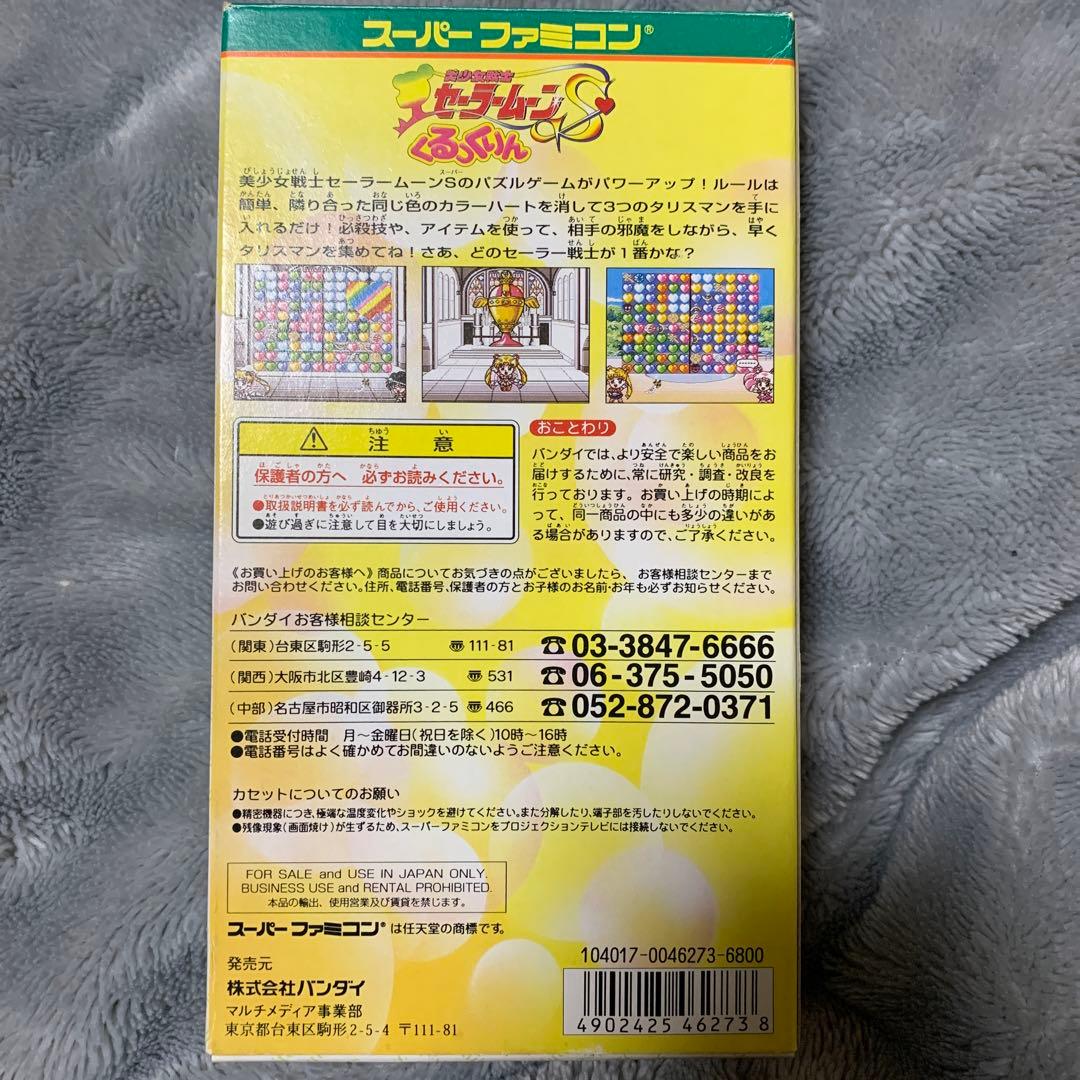 スーパーファミコン®
美少女戦士
セーラームーンS
くるっくりん
美少女戦士セーラームーンSのパズルゲームがパワーアップ!ルールは
簡単、隣り合った同じ色のカラーハートを消して3つのタリスマンを手に
入れるだけ!必殺技や、アイテムを使って、相手の邪魔をしながら、早く
タリスマンを集めてね!さあ、どのセーラー戦士が1番かな?
注意
保護者の方へ 必ずお読みください。
●取扱説明書を必ず読んでから、ご使用ください。
●遊び過ぎに注意して目を大切にしましょう。
おことわり
バンダイでは、より安全で楽しい商品をお
届けするために、常に研究・調査・改良を
行っております。お買い上げの時期によ
って、同一商品の中にも多少の違いがあ
る場合がありますので、ご了承ください。
《お買い上げのお客様へ》商品についてお気づきの点がございましたら、お客様相談センターまで
お問い合わせください。住所、電話番号、保護者の方とお子様のお名前・お年も必ずお知らせください。
バンダイお客様相談センター
(関東)台東区駒形2-5-5 〠 111-81 ☎03-3847-6666
(関西)大阪市北区豊崎4-12-3 〠 531 ☎06-375-5050
(中部)名古屋市昭和区御器所3-2-5 〠 466 ☎052-872-0371
●電話受付時間 月〜金曜日(祝日を除く)10時〜16時
●電話番号はよく確かめてお間違いのないようご注意ください。
カセットについてのお願い
●精密機器につき、極端な温度変化やショックを避けてください。また分解したり、端子部を汚したりしないでください。
●残像現象(画面焼け)が生ずるため、スーパーファミコンをプロジェクションテレビには接続しないでください。
FOR SALE and USE IN JAPAN ONLY.
BUSINESS USE and RENTAL PROHIBITED.
本品の輸出、使用営業及び賃貸を禁じます。
スーパーファミコン®は任天堂の商標です。
発売元
株式会社バンダイ
マルチメディア事業部
東京都台東区駒形2-5-4 〒111-81
104017-0046273-6800
4902425462738